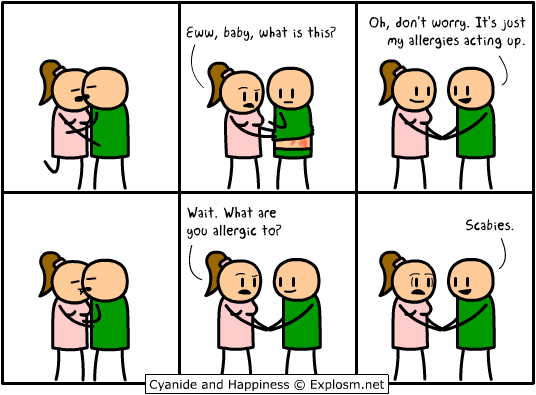 Eww, baby, what is this?
Oh, don't worry. It's just
my allergies acting up.
Wait. What are
you allergic to?
Scabies.
Cyanide and Happiness © Explosm.net